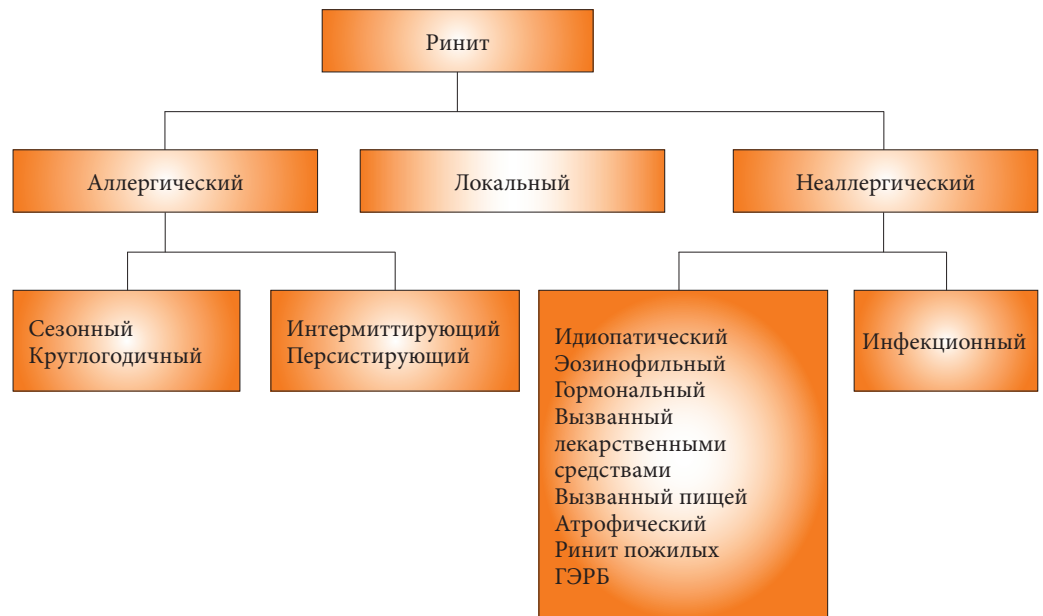 Ринит
Аллергический
Локальный
Неаллергический
Сезонный
Круглогодичный
Интермиттирующий
Персистирующий
Идиопатический
Эозинофильный
Гормональный
Вызванный
лекарственными
средствами
Вызванный пищей
Атрофический
Ринит пожилых
ГЭРБ
Инфекционный